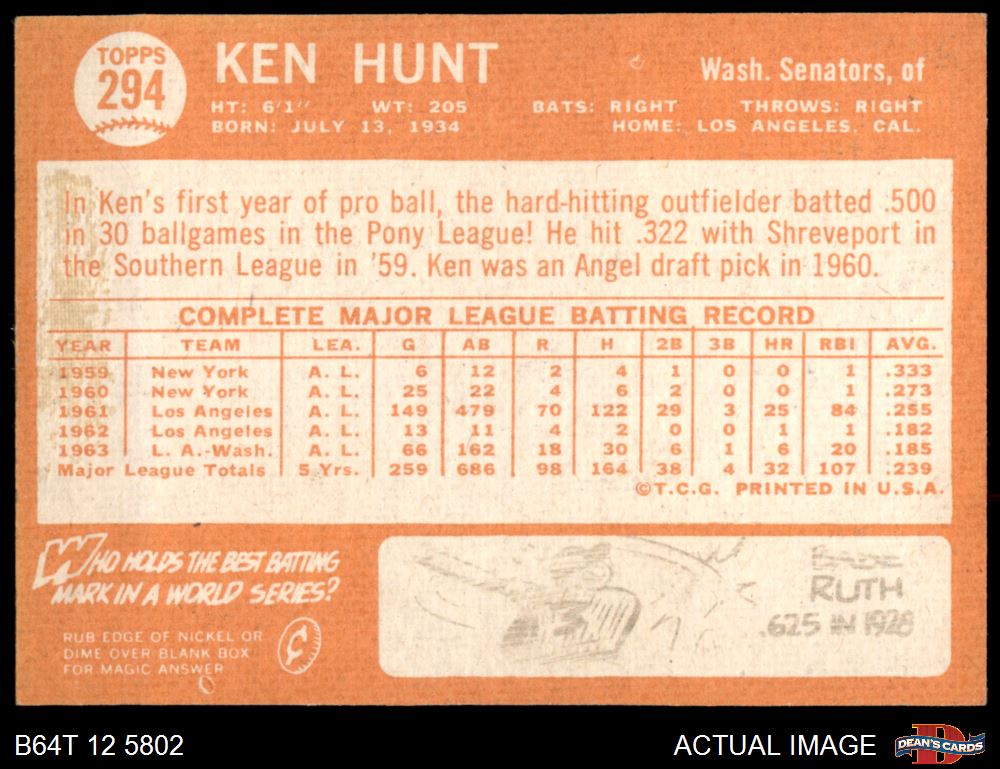 TOPPS
294
KEN HUNT
Wash. Senators, of
HT: 6'1" WT: 205 BATS: RIGHT THROWS: RIGHT
BORN: JULY 13, 1934 HOME: LOS ANGELES, CAL.
In Ken's first year of pro ball, the hard-hitting outfielder batted .500
in 30 ballgames in the Pony League! He hit .322 with Shreveport in
the Southern League in '59. Ken was an Angel draft pick in 1960.
COMPLETE MAJOR LEAGUE BATTING RECORD
YEAR TEAM LEA. G AB R H 2B 3B HR RBI AVG.
1959 New York A. L. 6 12 2 4 1 0 0 1 .333
1960 New York A. L. 25 22 4 6 2 0 0 1 .273
1961 Los Angeles A. L. 149 479 70 122 29 3 25 84 .255
1962 Los Angeles A. L. 13 11 4 2 0 0 1 1 .182
1963 L. A.-Wash. A. L. 66 162 18 30 6 1 6 20 .185
Major League Totals 5 Yrs. 259 686 98 164 38 4 32 107 .239
©T.C.G. PRINTED IN U.S.A.
WHO HOLDS THE BEST BATTING
MARK IN A WORLD SERIES?
RUB EDGE OF NICKEL OR
DIME OVER BLANK BOX
FOR MAGIC ANSWER
¢
3
BABE
RUTH
.625 IN 1928
B64T 12 5802
ACTUAL IMAGE
D
DEAN'S CARDS